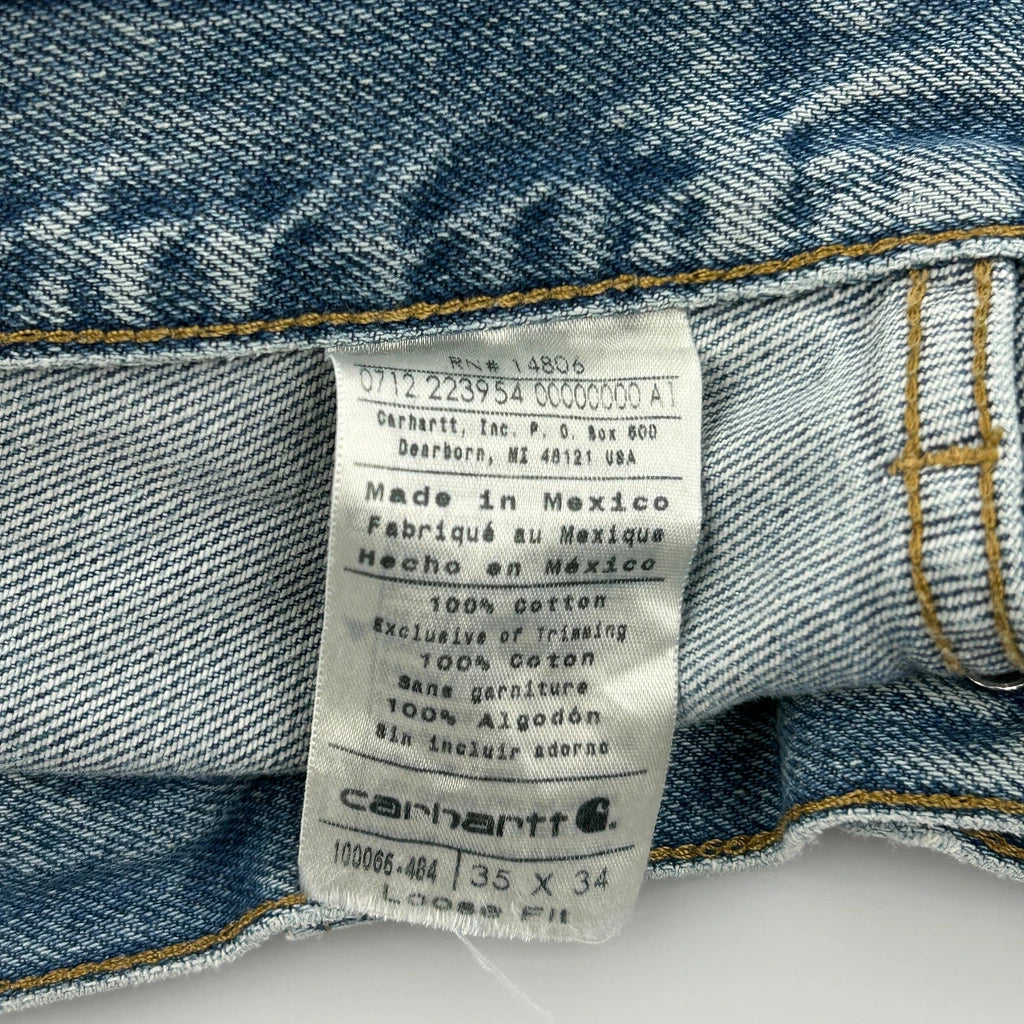 RN# 14806
0712 223954 00000000 A1
Carhartt, Inc. P. O. Box 600
Dearborn, MI 48121 USA
Made in Mexico
Fabriqué au Mexique
Hecho en México
100% Cotton
Exclusive of Trimming
100% Coton
Sans garniture
100% Algodón
Sin incluir adorno
carhartt
100066-484 | 35 X 34
Loose Fit